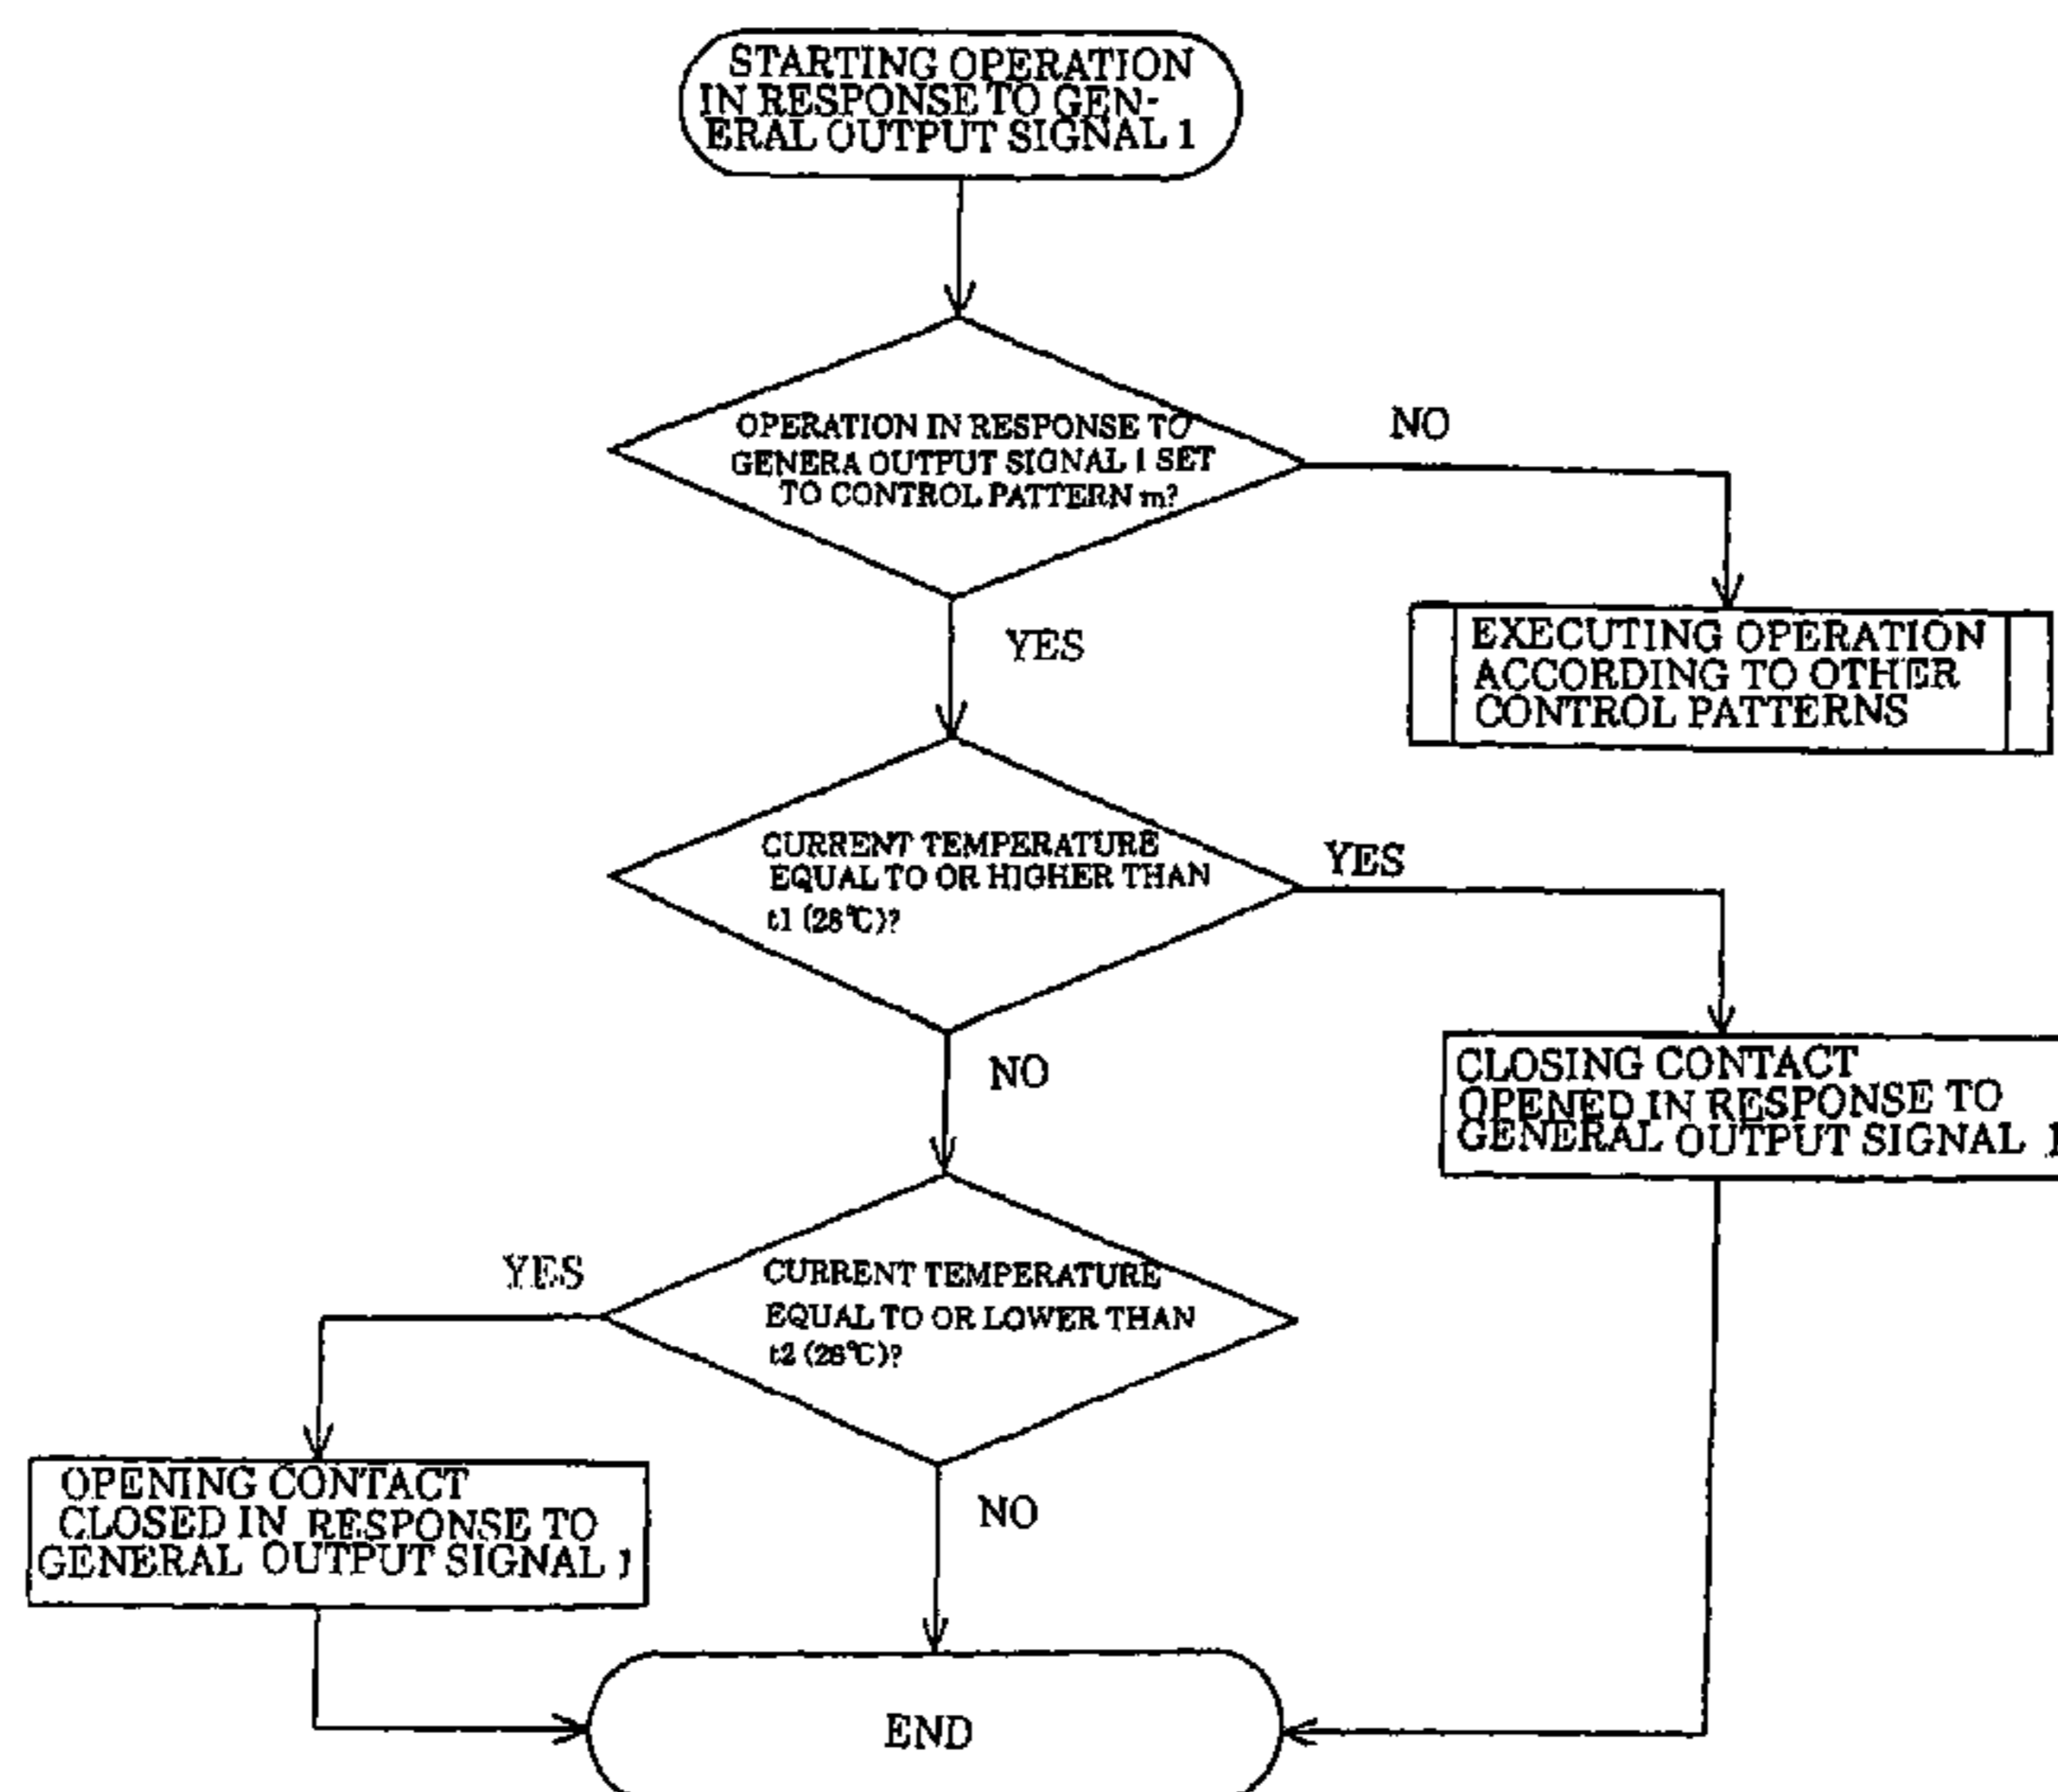 STARTING OPERATION
IN RESPONSE TO GEN-
ERAL OUTPUT SIGNAL 1
OPERATION IN RESPONSE TO
GENERA OUTPUT SIGNAL 1 SET
TO CONTROL PATTERN m?
NO
YES
EXECUTING OPERATION
ACCORDING TO OTHER
CONTROL PATTERNS
CURRENT TEMPERATURE
EQUAL TO OR HIGHER THAN
t1 (28℃)?
YES
NO
CLOSING CONTACT
OPENED IN RESPONSE TO
GENERAL OUTPUT SIGNAL 1
CURRENT TEMPERATURE
EQUAL TO OR LOWER THAN
t2 (26℃)?
YES
NO
OPENING CONTACT
CLOSED IN RESPONSE TO
GENERAL OUTPUT SIGNAL 1
END